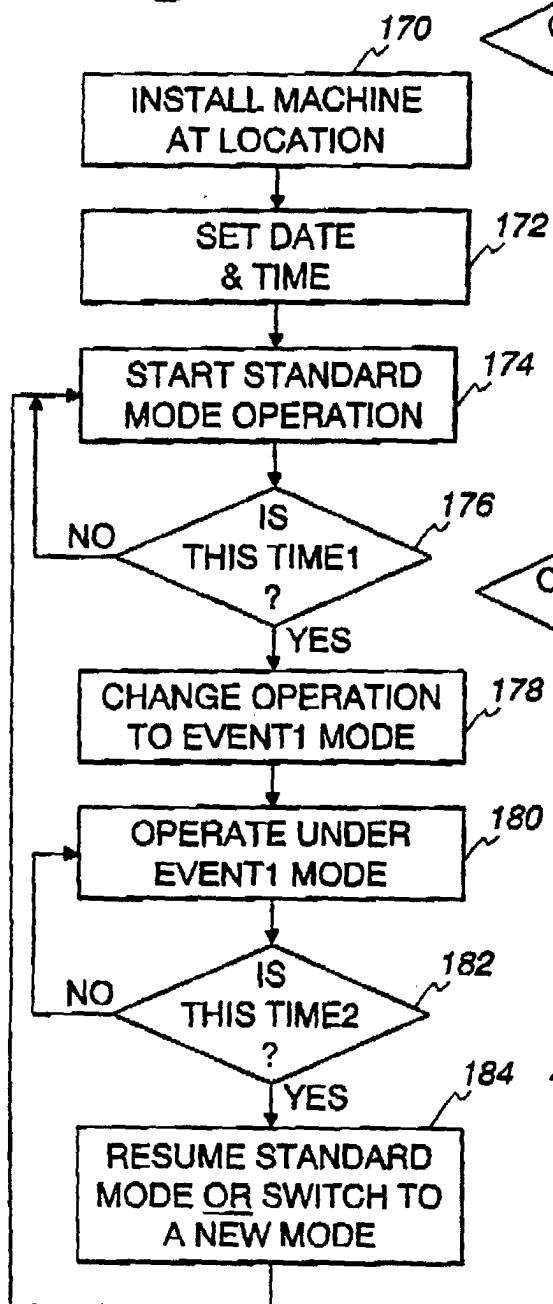 170
INSTALL MACHINE
AT LOCATION
SET DATE
& TIME
172
START STANDARD
MODE OPERATION
174
IS
THIS TIME1
?
176
NO
YES
CHANGE OPERATION
TO EVENT1 MODE
178
OPERATE UNDER
EVENT1 MODE
180
IS
THIS TIME2
?
182
NO
YES
184
RESUME STANDARD
MODE OR SWITCH TO
A NEW MODE